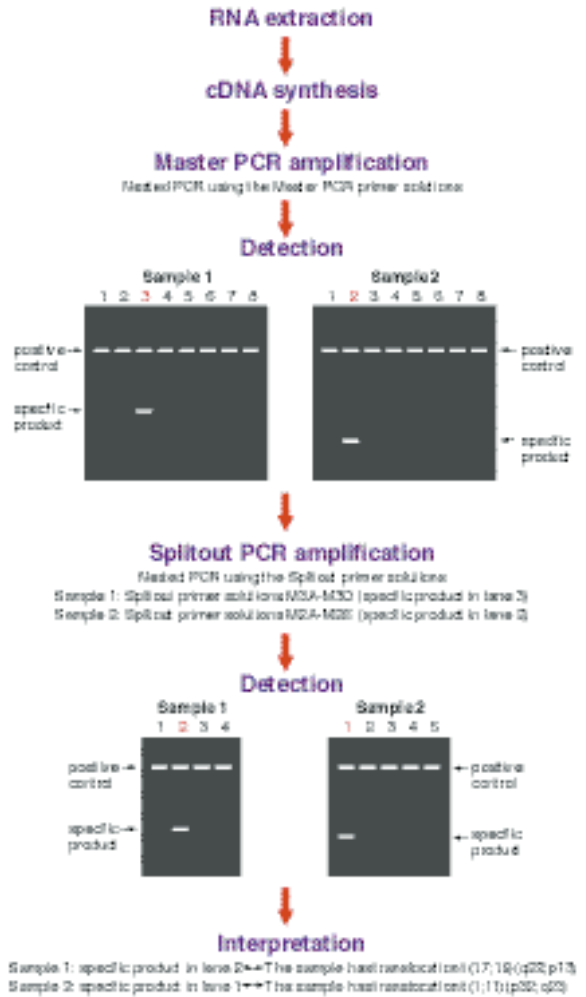 RNA extraction
cDNA synthesis
Master PCR amplification
Nested PCR using the Master PCR primer solutions
Detection
Sample 1
1 2 3 4 5 6 7 8
Sample 2
1 2 3 4 5 6 7 8
positive control
specific product
positive control
specific product
Splitout PCR amplification
Nested PCR using the Splitout primer solutions
Sample 1: Splitout primer solutions M3A-M3D (specific product in lane 3)
Sample 2: Splitout primer solutions M2A-M2E (specific product in lane 2)
Detection
Sample 1
1 2 3 4
Sample 2
1 2 3 4 5
positive control
specific product
positive control
specific product
Interpretation
Sample 1: specific product in lane 2 The sample has translocation t(17;19)(q22;p13)
Sample 2: specific product in lane 1 The sample has translocation t(1;11)(p32;q23)